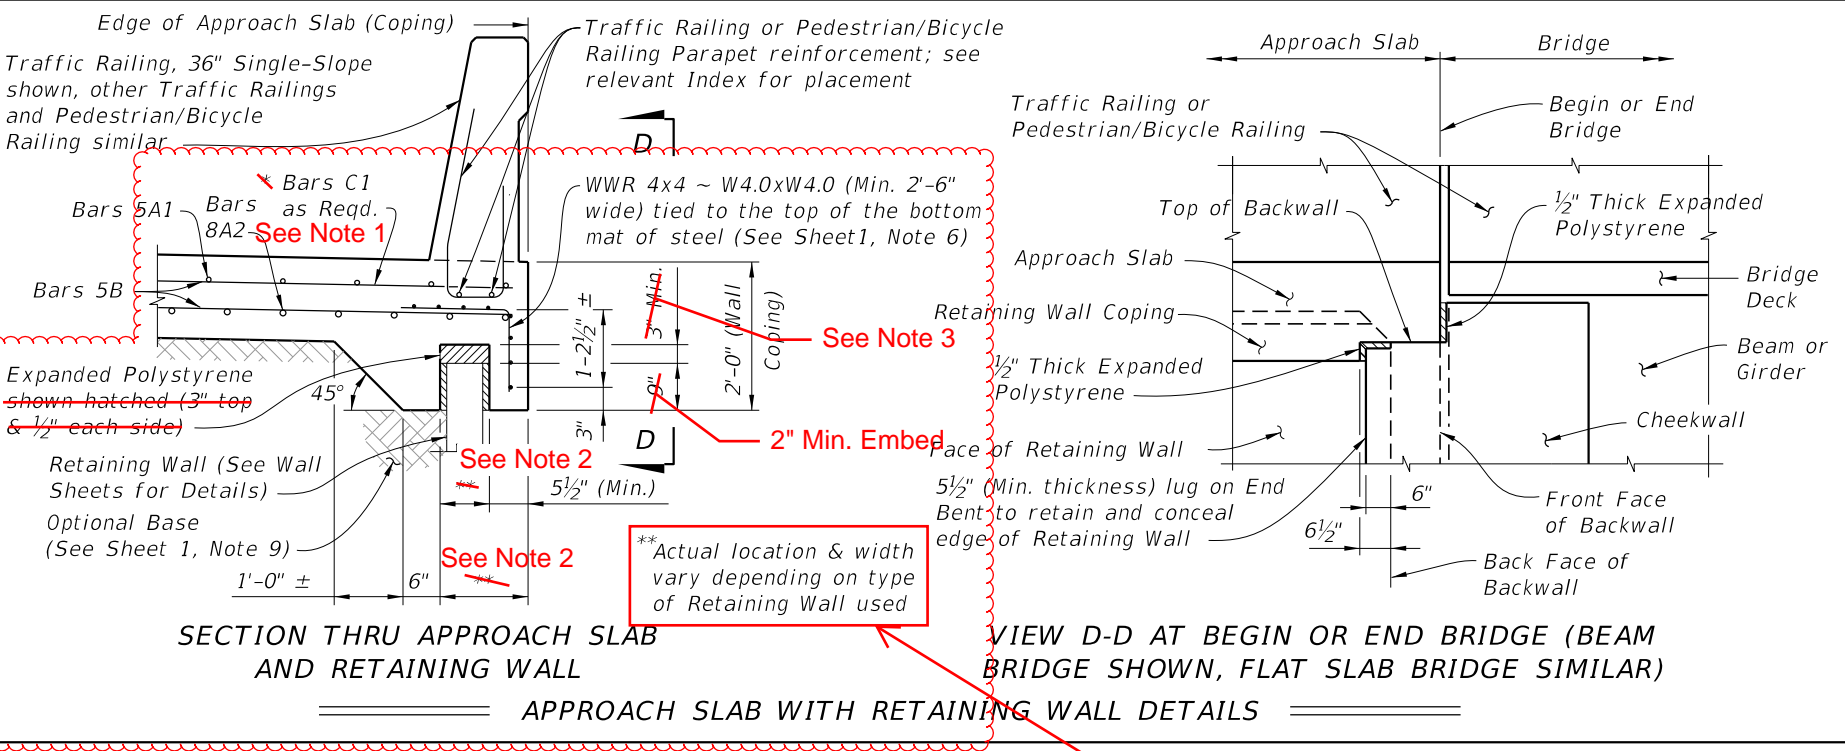 Edge of Approach Slab (Coping)
Traffic Railing, 36" Single-Slope
shown, other Traffic Railings
and Pedestrian/Bicycle
Railing similar
Traffic Railing or Pedestrian/Bicycle
Railing Parapet reinforcement; see
relevant Index for placement
D
* Bars C1
as Reqd.
Bars 5A1
Bars
8A2
See Note 1
Bars 5B
WWR 4x4 ~ W4.0xW4.0 (Min. 2'-6"
wide) tied to the top of the bottom
mat of steel (See Sheet1, Note 6)
1'-2½" ±
3" Min.
9"
3"
2'-0" (Wall
Coping)
See Note 3
2" Min. Embed
D
Expanded Polystyrene
shown hatched (3" top
& ½" each side)
45°
Retaining Wall (See Wall
Sheets for Details)
Optional Base
(See Sheet 1, Note 9)
See Note 2
**
5½" (Min.)
See Note 2
**
1'-0" ±
6"
**Actual location & width
vary depending on type
of Retaining Wall used
SECTION THRU APPROACH SLAB
AND RETAINING WALL
Approach Slab
Bridge
Traffic Railing or
Pedestrian/Bicycle Railing
Begin or End
Bridge
Top of Backwall
½" Thick Expanded
Polystyrene
Approach Slab
Bridge
Deck
Retaining Wall Coping
½" Thick Expanded
Polystyrene
Beam or
Girder
Cheekwall
Face of Retaining Wall
5½" (Min. thickness) lug on End
Bent to retain and conceal
edge of Retaining Wall
6"
6½"
Front Face
of Backwall
Back Face of
Backwall
VIEW D-D AT BEGIN OR END BRIDGE (BEAM
BRIDGE SHOWN, FLAT SLAB BRIDGE SIMILAR)
APPROACH SLAB WITH RETAINING WALL DETAILS